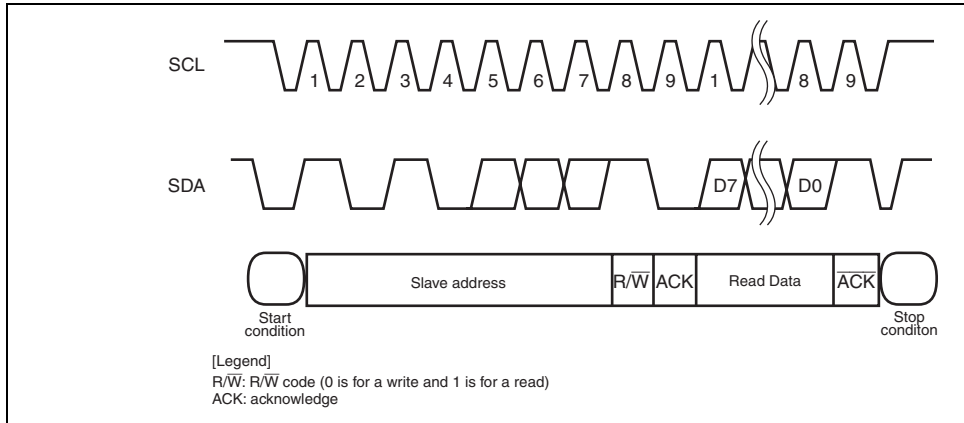 SCL
1 2 3 4 5 6 7 8 9 1 8 9
SDA
D7 D0
Slave address R/W̅ ACK Read Data A̅C̅K̅
Start
condition
Stop
conditon
[Legend]
R/W̅: R/W̅ code (0 is for a write and 1 is for a read)
ACK: acknowledge